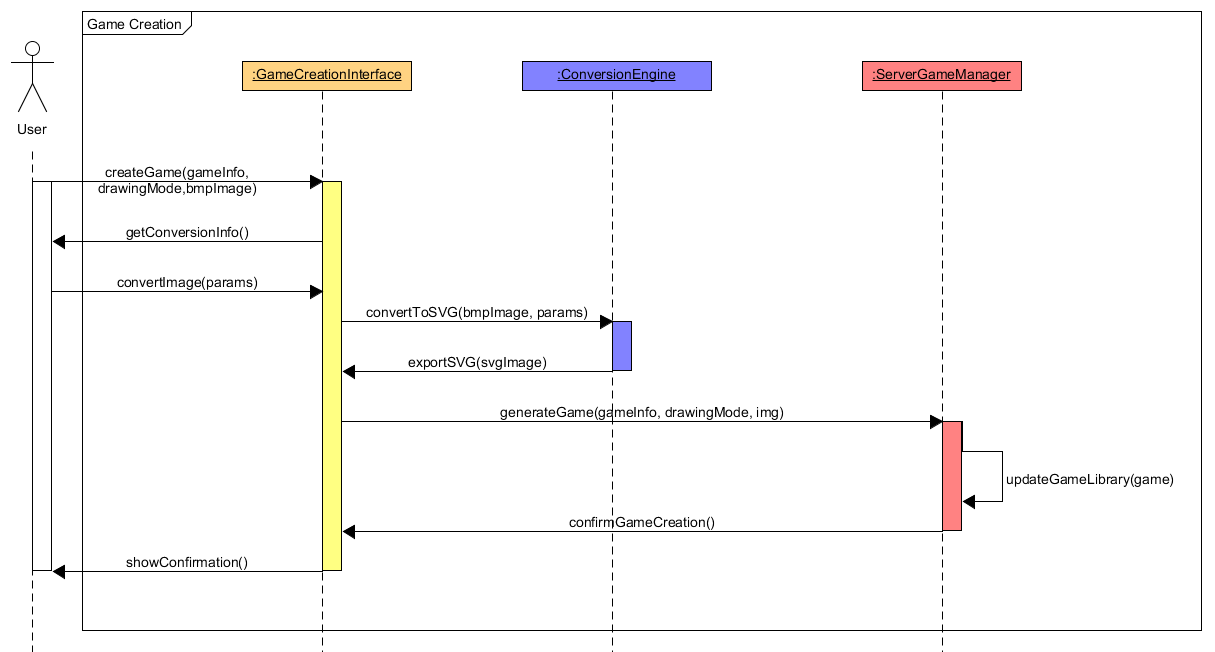 Game Creation
:GameCreationInterface
:ConversionEngine
:ServerGameManager
User
createGame(gameInfo,
drawingMode,bmpImage)
getConversionInfo()
convertImage(params)
convertToSVG(bmpImage, params)
exportSVG(svgImage)
generateGame(gameInfo, drawingMode, img)
updateGameLibrary(game)
confirmGameCreation()
showConfirmation()